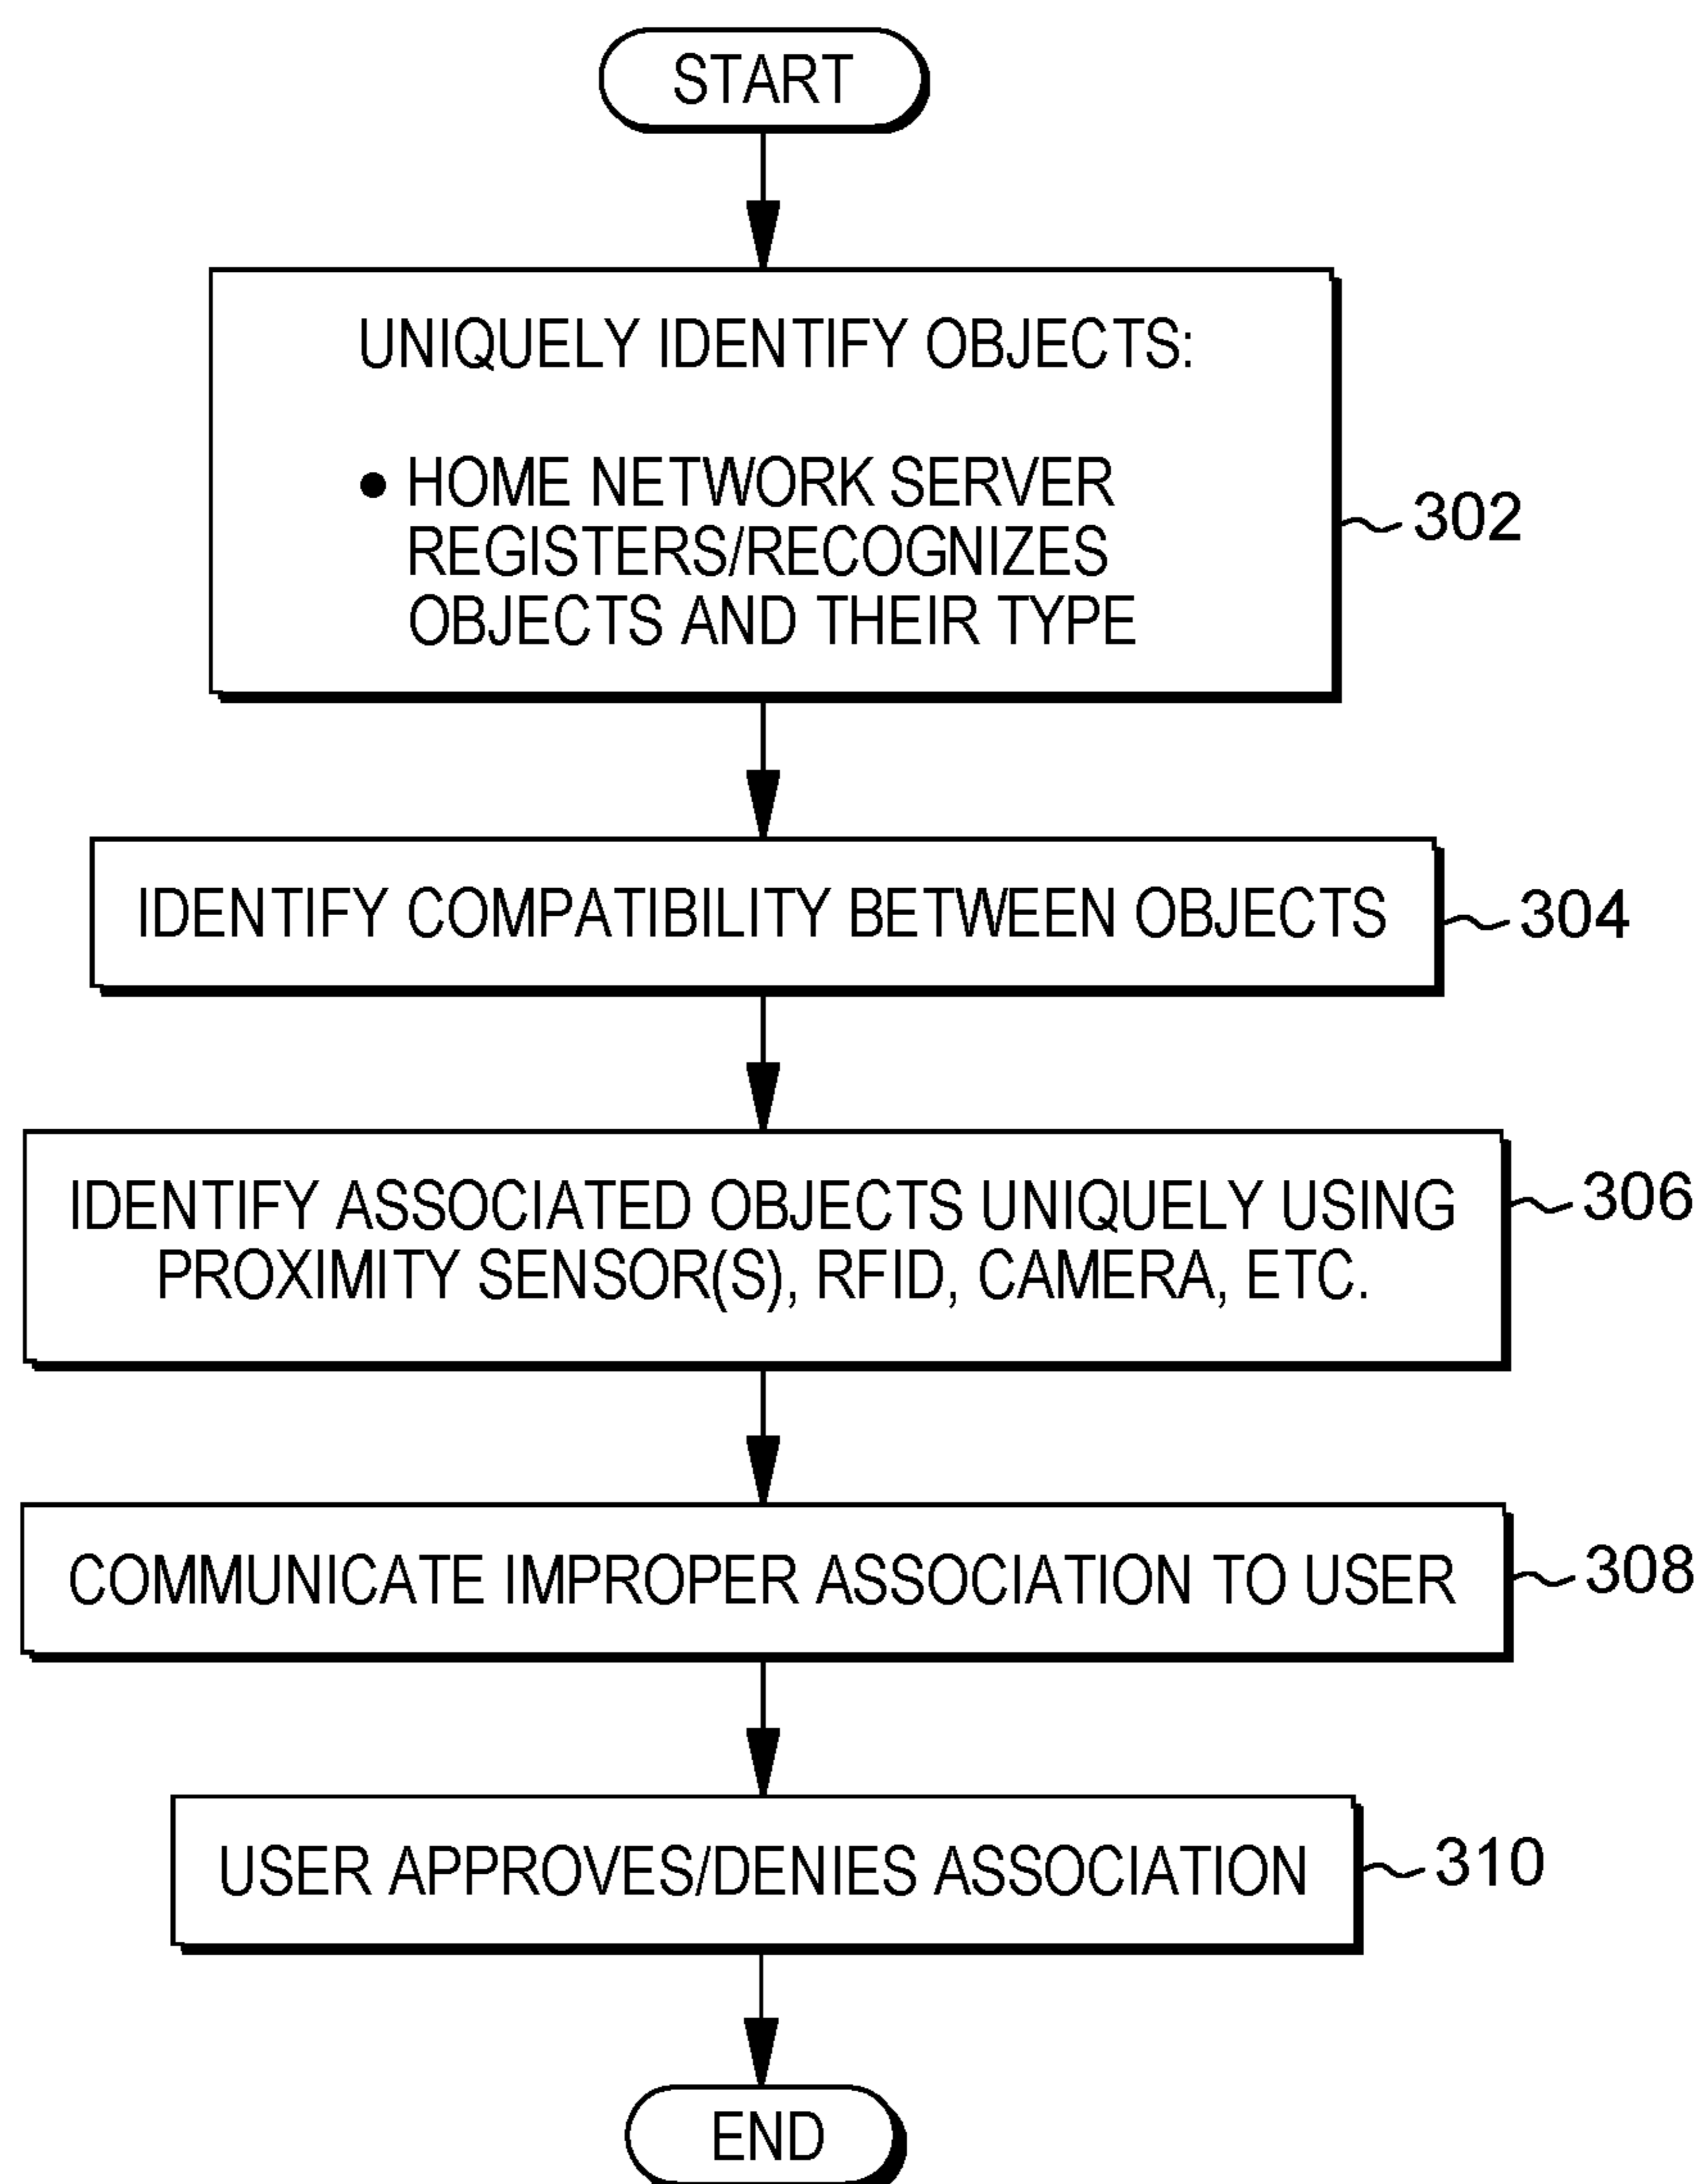 START
UNIQUELY IDENTIFY OBJECTS:
● HOME NETWORK SERVER
REGISTERS/RECOGNIZES
OBJECTS AND THEIR TYPE
302
IDENTIFY COMPATIBILITY BETWEEN OBJECTS
304
IDENTIFY ASSOCIATED OBJECTS UNIQUELY USING
PROXIMITY SENSOR(S), RFID, CAMERA, ETC.
306
COMMUNICATE IMPROPER ASSOCIATION TO USER
308
USER APPROVES/DENIES ASSOCIATION
310
END